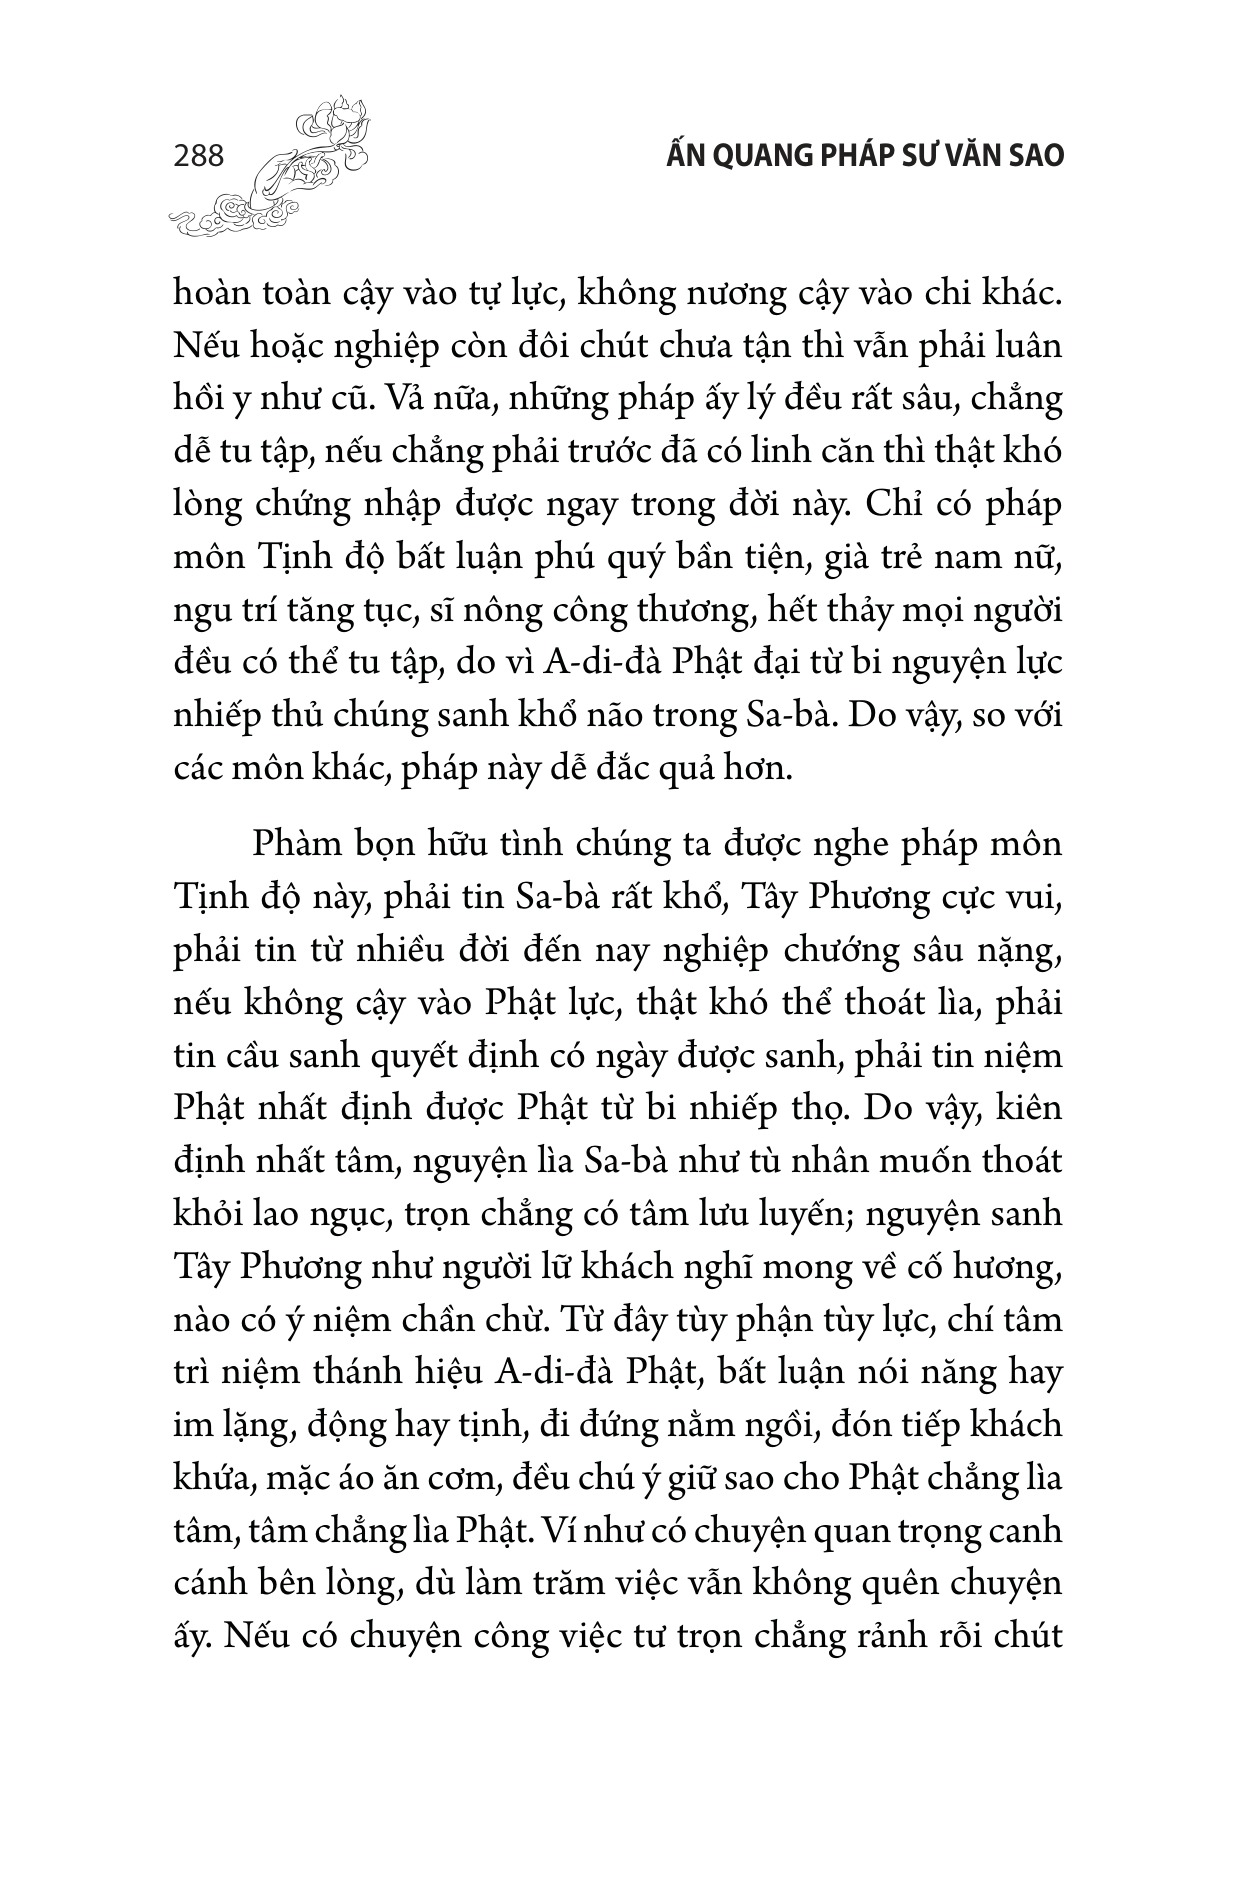 288
ẤN QUANG PHÁP SƯ VĂN SAO
hoàn toàn cậy vào tự lực, không nương cậy vào chi khác.
Nếu hoặc nghiệp còn đôi chút chưa tận thì vẫn phải luân
hồi y như cũ. Vả nữa, những pháp ấy lý đều rất sâu, chẳng
dễ tu tập, nếu chẳng phải trước đã có linh căn thì thật khó
lòng chứng nhập được ngay trong đời này. Chỉ có pháp
môn Tịnh độ bất luận phú quý bần tiện, già trẻ nam nữ,
ngu trí tăng tục, sĩ nông công thương, hết thảy mọi người
đều có thể tu tập, do vì A-di-đà Phật đại từ bi nguyện lực
nhiếp thủ chúng sanh khổ não trong Sa-bà. Do vậy, so với
các môn khác, pháp này dễ đắc quả hơn.
Phàm bọn hữu tình chúng ta được nghe pháp môn
Tịnh độ này, phải tin Sa-bà rất khổ, Tây Phương cực vui,
phải tin từ nhiều đời đến nay nghiệp chướng sâu nặng,
nếu không cậy vào Phật lực, thật khó thể thoát lìa, phải
tin cầu sanh quyết định có ngày được sanh, phải tin niệm
Phật nhất định được Phật từ bi nhiếp thọ. Do vậy, kiên
định nhất tâm, nguyện lìa Sa-bà như tù nhân muốn thoát
khỏi lao ngục, trọn chẳng có tâm lưu luyến; nguyện sanh
Tây Phương như người lữ khách nghĩ mong về cố hương,
nào có ý niệm chần chừ. Từ đây tùy phận tùy lực, chí tâm
trì niệm thánh hiệu A-di-đà Phật, bất luận nói năng hay
im lặng, động hay tịnh, đi đứng nằm ngồi, đón tiếp khách
khứa, mặc áo ăn cơm, đều chú ý giữ sao cho Phật chẳng lìa
tâm, tâm chẳng lìa Phật. Ví như có chuyện quan trọng canh
cánh bên lòng, dù làm trăm việc vẫn không quên chuyện
ấy. Nếu có chuyện công việc tư trọn chẳng rảnh rỗi chút